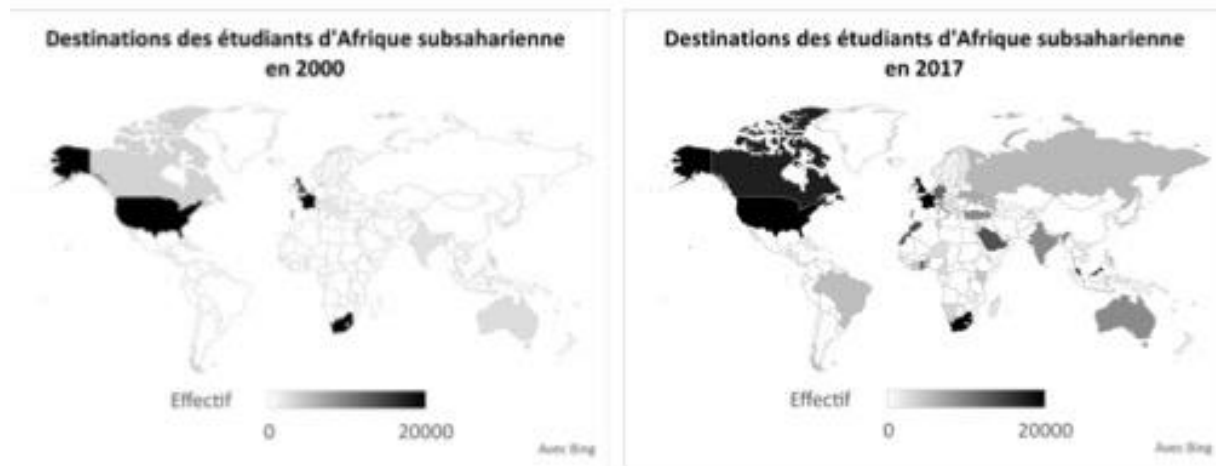 Destinations des étudiants d'Afrique subsaharienne
en 2000
Effectif
0 20000
Avec Bing
Destinations des étudiants d'Afrique subsaharienne
en 2017
Effectif
0 20000
Avec Bing